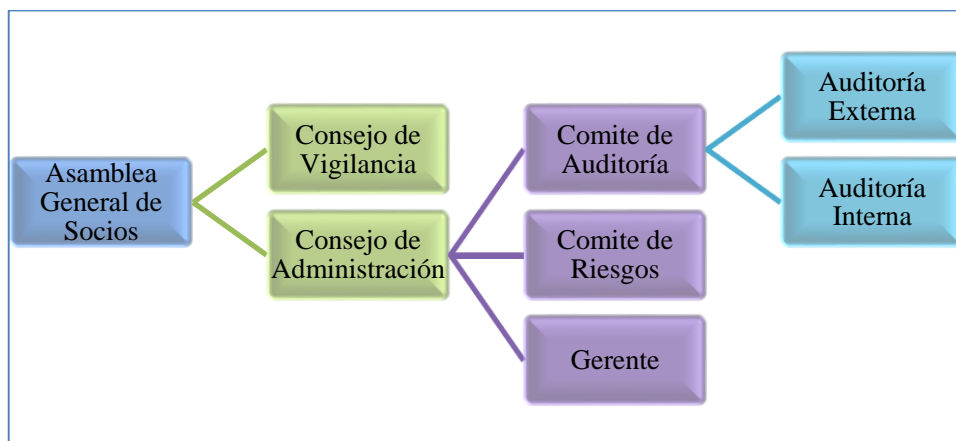 Asamblea
General de
Socios
Consejo de
Vigilancia
Consejo de
Administración
Comite de
Auditoría
Comite de
Riesgos
Gerente
Auditoría
Externa
Auditoría
Interna